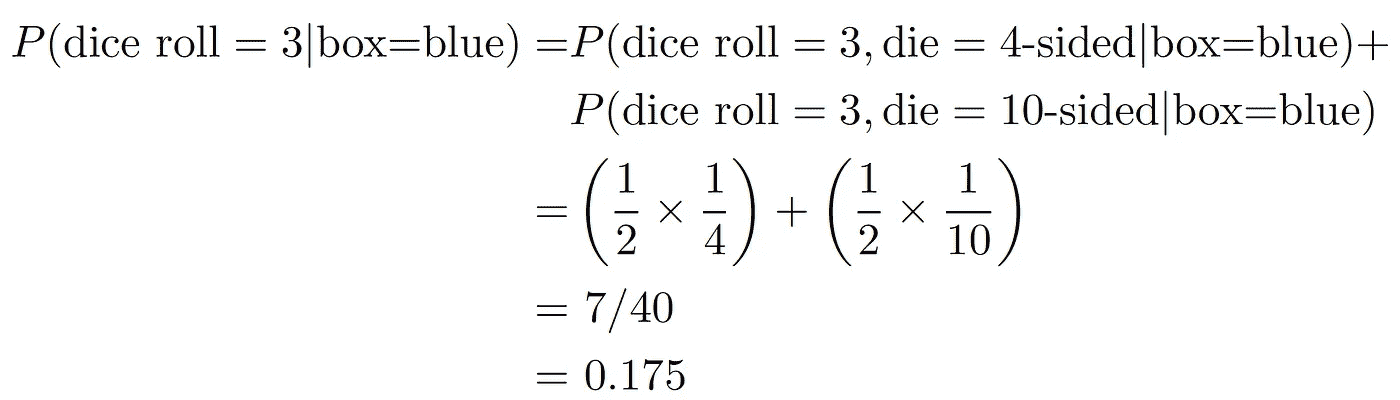 P(dice roll = 3|box=blue) =P(dice roll = 3, die = 4-sided|box=blue)+
P(dice roll = 3, die = 10-sided|box=blue)
= (1/2 × 1/4) + (1/2 × 1/10)
= 7/40
= 0.175